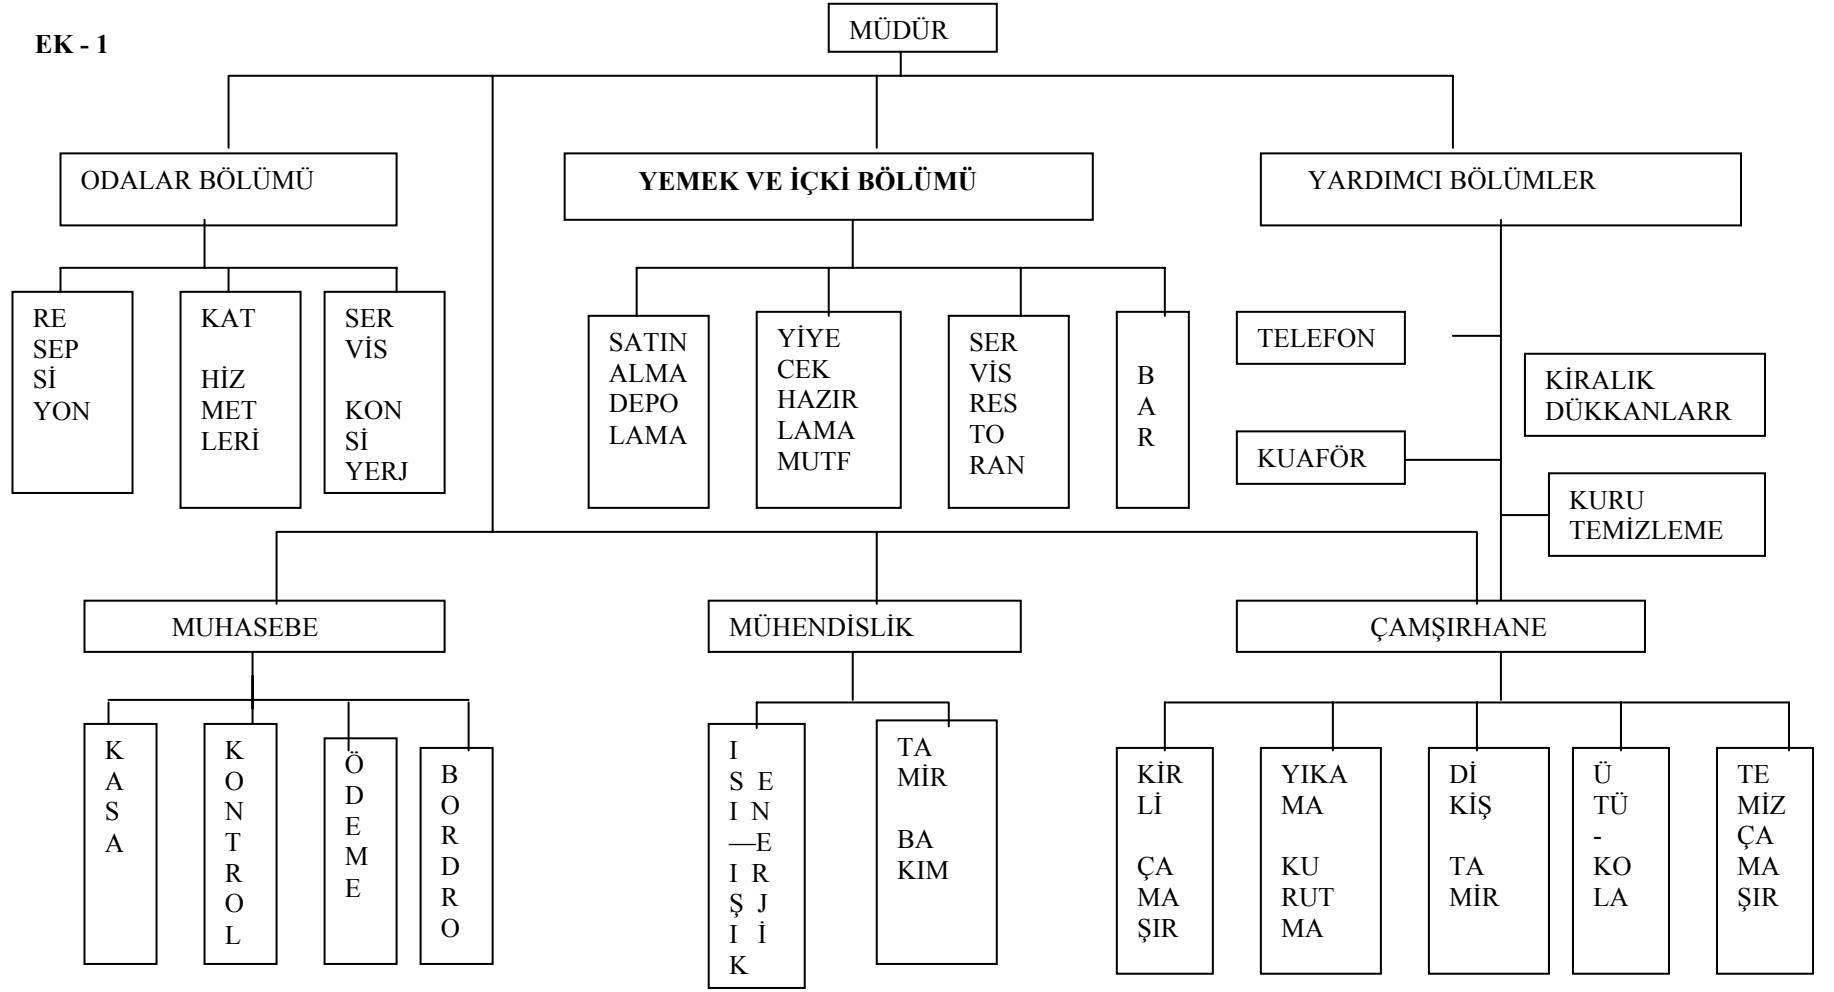 MÜDÜR
EK - 1
ODALAR BÖLÜMÜ
YEMEK VE İÇKİ BÖLÜMÜ
YARDIMCI BÖLÜMLER
RE
SEP
Sİ
YON
KAT
HİZ
MET
LERİ
SER
VİS
KON
Sİ
YERJ
SATIN
ALMA
DEPO
LAMA
YİYE
CEK
HAZIR
LAMA
MUTF
SER
VİS
RES
TO
RAN
B
A
R
TELEFON
KİRALIK
DÜKKANLARR
KUAFÖR
KURU
TEMİZLEME
MUHASEBE
MÜHENDİSLİK
ÇAMŞIRHANE
K
A
S
A
K
O
N
T
R
O
L
Ö
D
E
M
E
B
O
R
D
R
O
I
S E
I N
—E
I R
Ş J
I İ
K
TA
MİR
BA
KIM
KİR
Lİ
ÇA
MA
ŞIR
YIKA
MA
KU
RUT
MA
Dİ
KİŞ
TA
MİR
Ü
TÜ
-
KO
LA
TE
MİZ
ÇA
MA
ŞIR